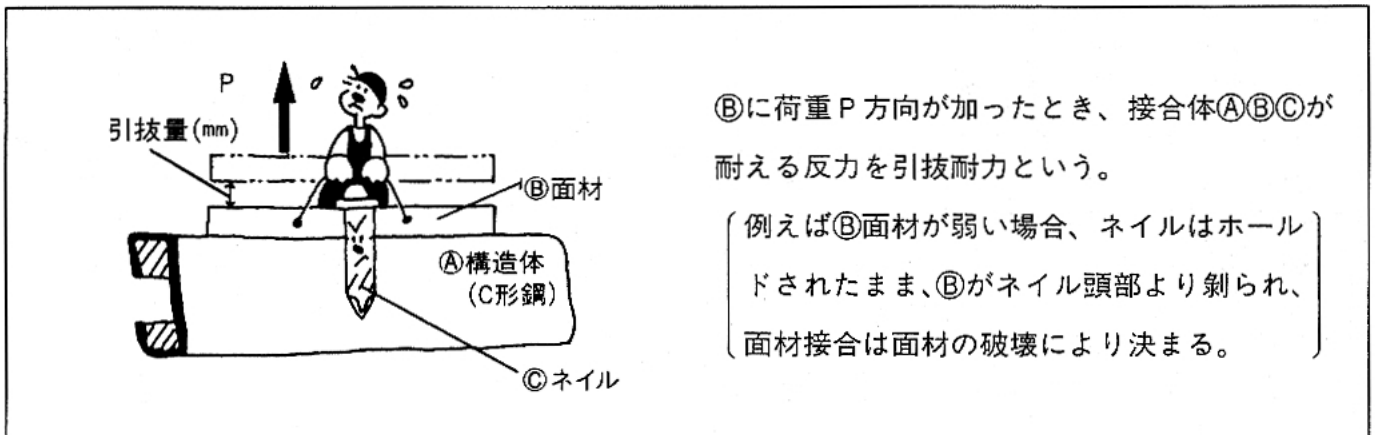 P
引抜量(mm)
Ⓑ面材
Ⓐ構造体
(C形鋼)
Ⓒネイル
Ⓑに荷重P方向が加ったとき、接合体ⒶⒷⒸが
耐える反力を引抜耐力という。
例えばⒷ面材が弱い場合、ネイルはホール
ドされたまま、Ⓑがネイル頭部より剝られ、
面材接合は面材の破壊により決まる。